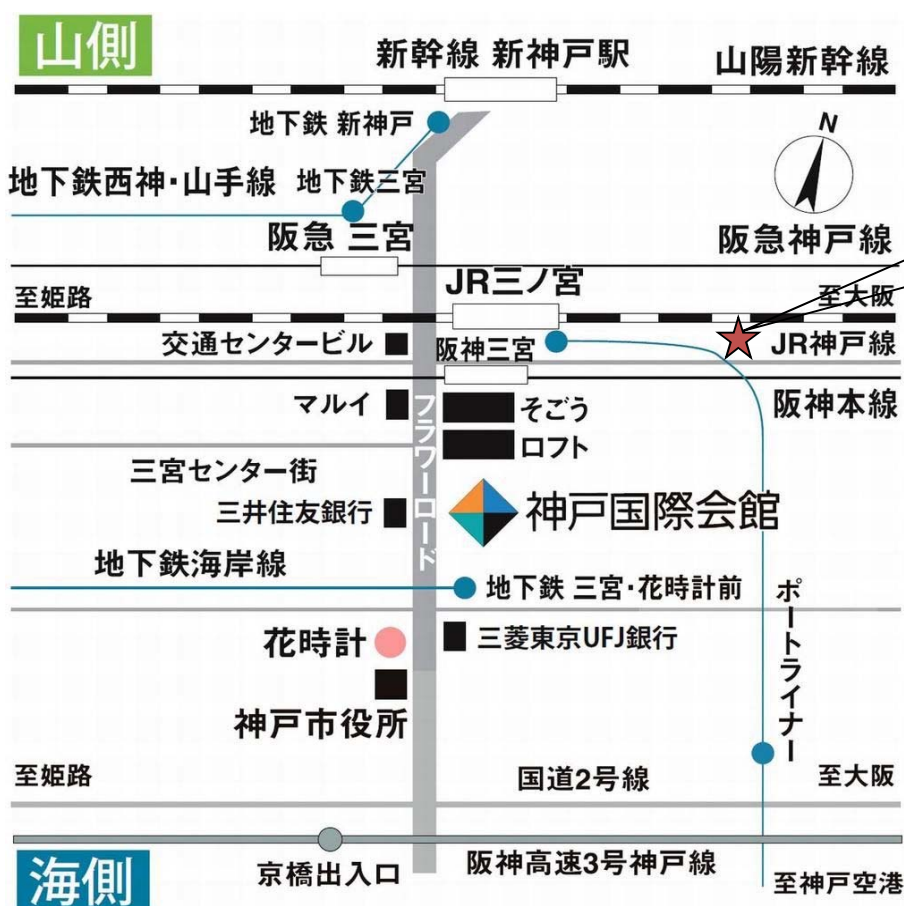 山側
新幹線 新神戸駅
山陽新幹線
地下鉄 新神戸
N
地下鉄西神・山手線
地下鉄三宮
阪急 三宮
阪急神戸線
JR三ノ宮
至姫路
至大阪
交通センタービル
阪神三宮
JR神戸線
マルイ
フラワーロード
そごう
阪神本線
ロフト
三宮センター街
三井住友銀行
神戸国際会館
地下鉄海岸線
地下鉄 三宮・花時計前
ポートライナー
花時計
三菱東京UFJ銀行
神戸市役所
至姫路
国道2号線
至大阪
京橋出入口
阪神高速3号神戸線
海側
至神戸空港